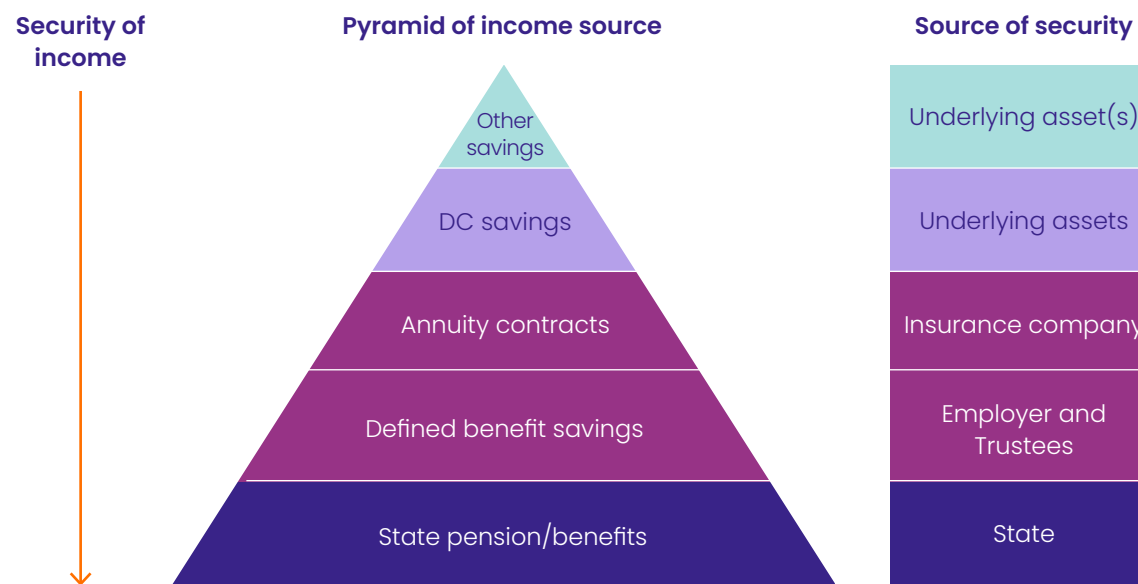 Security of
income
Pyramid of income source
Source of security
Other
savings
Underlying asset(s)
DC savings
Underlying assets
Annuity contracts
Insurance company
Defined benefit savings
Employer and
Trustees
State pension/benefits
State